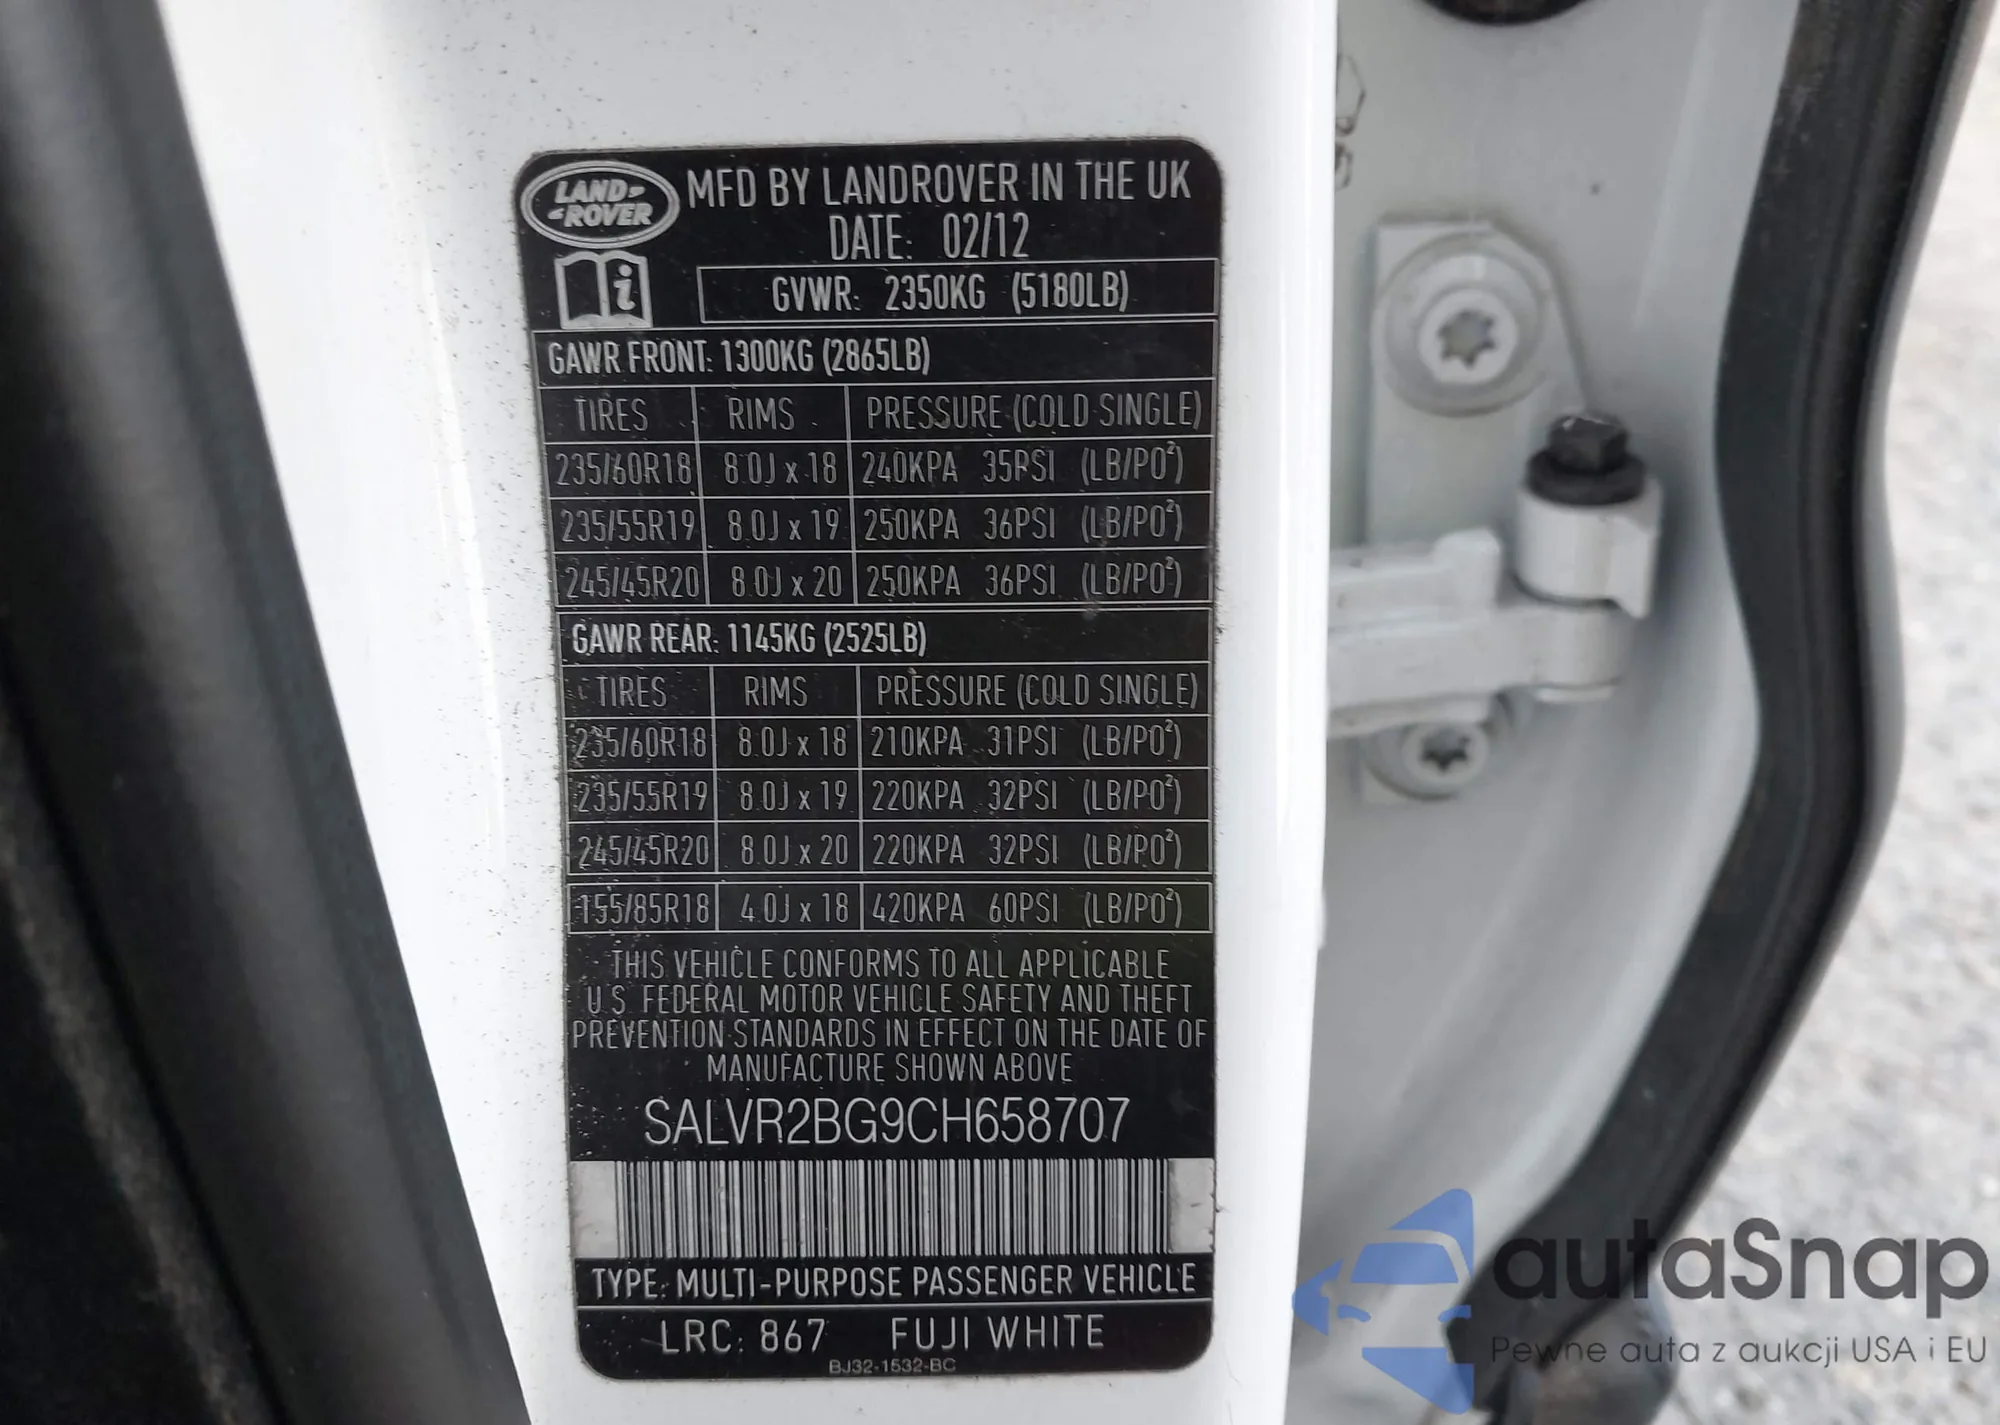 LAND ROVER
MFD BY LANDROVER IN THE UK
DATE: 02/12
GVWR: 2350KG (5180LB)
GAWR FRONT: 1300KG (2865LB)
TIRES RIMS PRESSURE (COLD SINGLE)
235/60R18 8.0J x 18 240KPA 35PSI (LB/PO²)
235/55R19 8.0J x 19 250KPA 36PSI (LB/PO²)
245/45R20 8.0J x 20 250KPA 36PSI (LB/PO²)
GAWR REAR: 1145KG (2525LB)
TIRES RIMS PRESSURE (COLD SINGLE)
235/60R18 8.0J x 18 210KPA 31PSI (LB/PO²)
235/55R19 8.0J x 19 220KPA 32PSI (LB/PO²)
245/45R20 8.0J x 20 220KPA 32PSI (LB/PO²)
155/85R18 4.0J x 18 420KPA 60PSI (LB/PO²)
THIS VEHICLE CONFORMS TO ALL APPLICABLE
U.S. FEDERAL MOTOR VEHICLE SAFETY AND THEFT
PREVENTION STANDARDS IN EFFECT ON THE DATE OF
MANUFACTURE SHOWN ABOVE
SALVR2BG9CH658707
TYPE: MULTI-PURPOSE PASSENGER VEHICLE
LRC: 867 FUJI WHITE
BJ32-1532-BC
autaSnap
Pewne auta z aukcji USA i EU